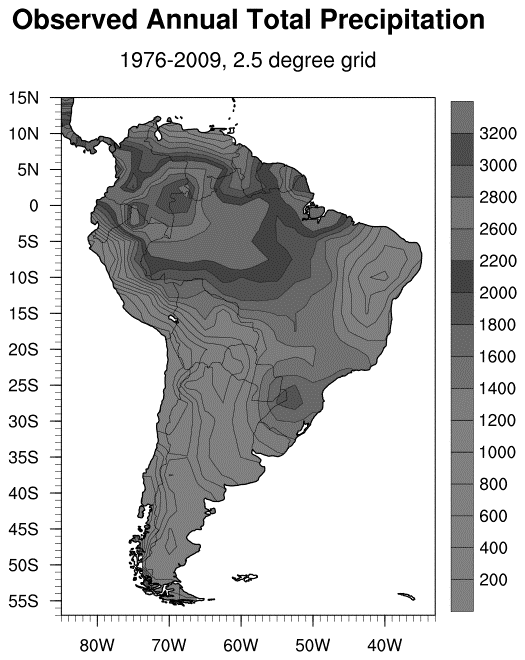 Observed Annual Total Precipitation
1976-2009, 2.5 degree grid
15N
10N
5N
0
5S
10S
15S
20S
25S
30S
35S
40S
45S
50S
55S
80W 70W 60W 50W 40W
3200
3000
2800
2600
2200
2000
1800
1600
1400
1200
1000
800
600
400
200